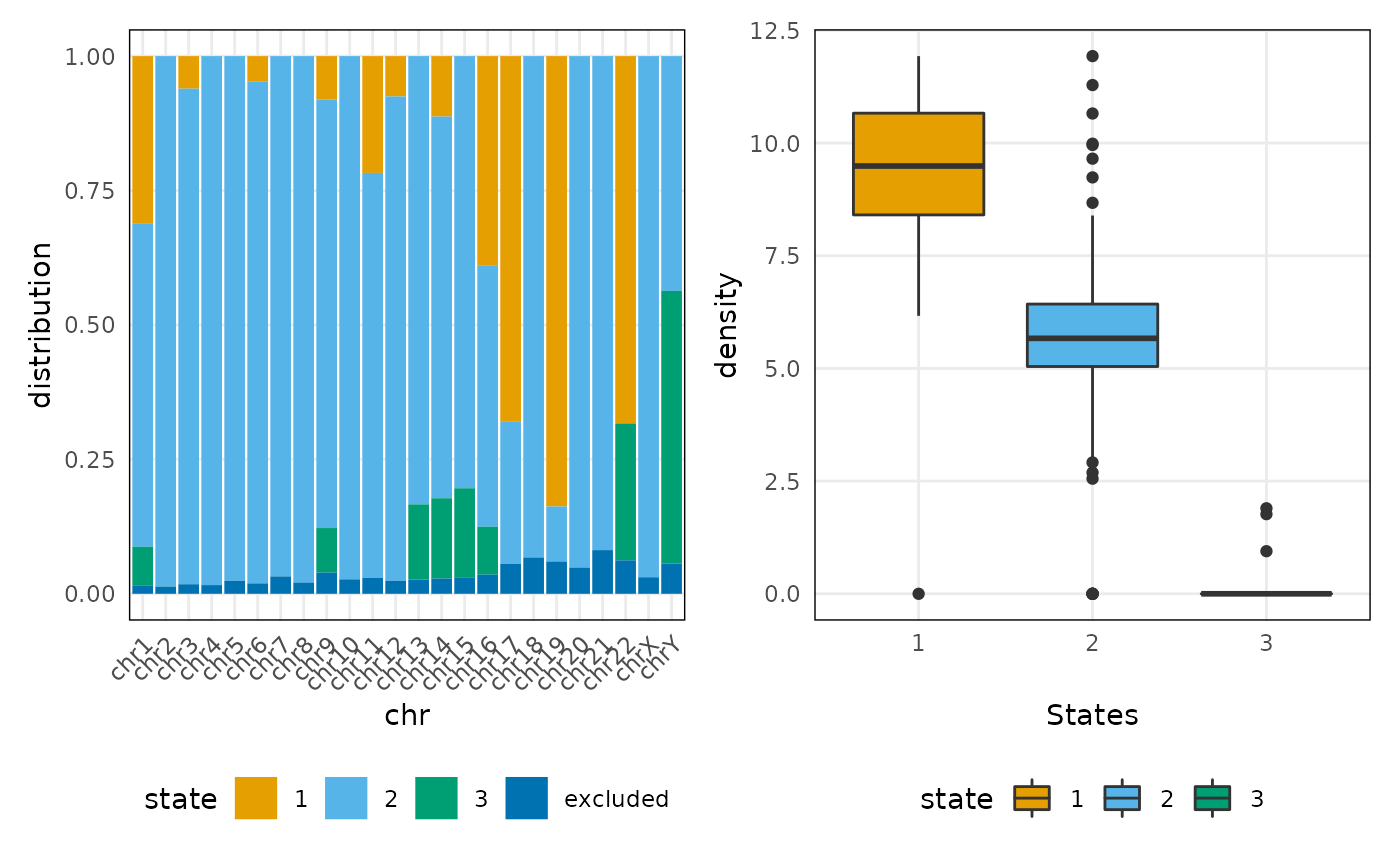 distribution
1.00
0.75
0.50
0.25
0.00
chr1 chr2 chr3 chr4 chr5 chr6 chr7 chr8 chr9 chr10 chr11 chr12 chr13 chr14 chr15 chr16 chr17 chr18 chr19 chr20 chr21 chr22 chrX chrY
chr
state 1 2 3 excluded
density
12.5
10.0
7.5
5.0
2.5
0.0
1 2 3
States
state 1 2 3